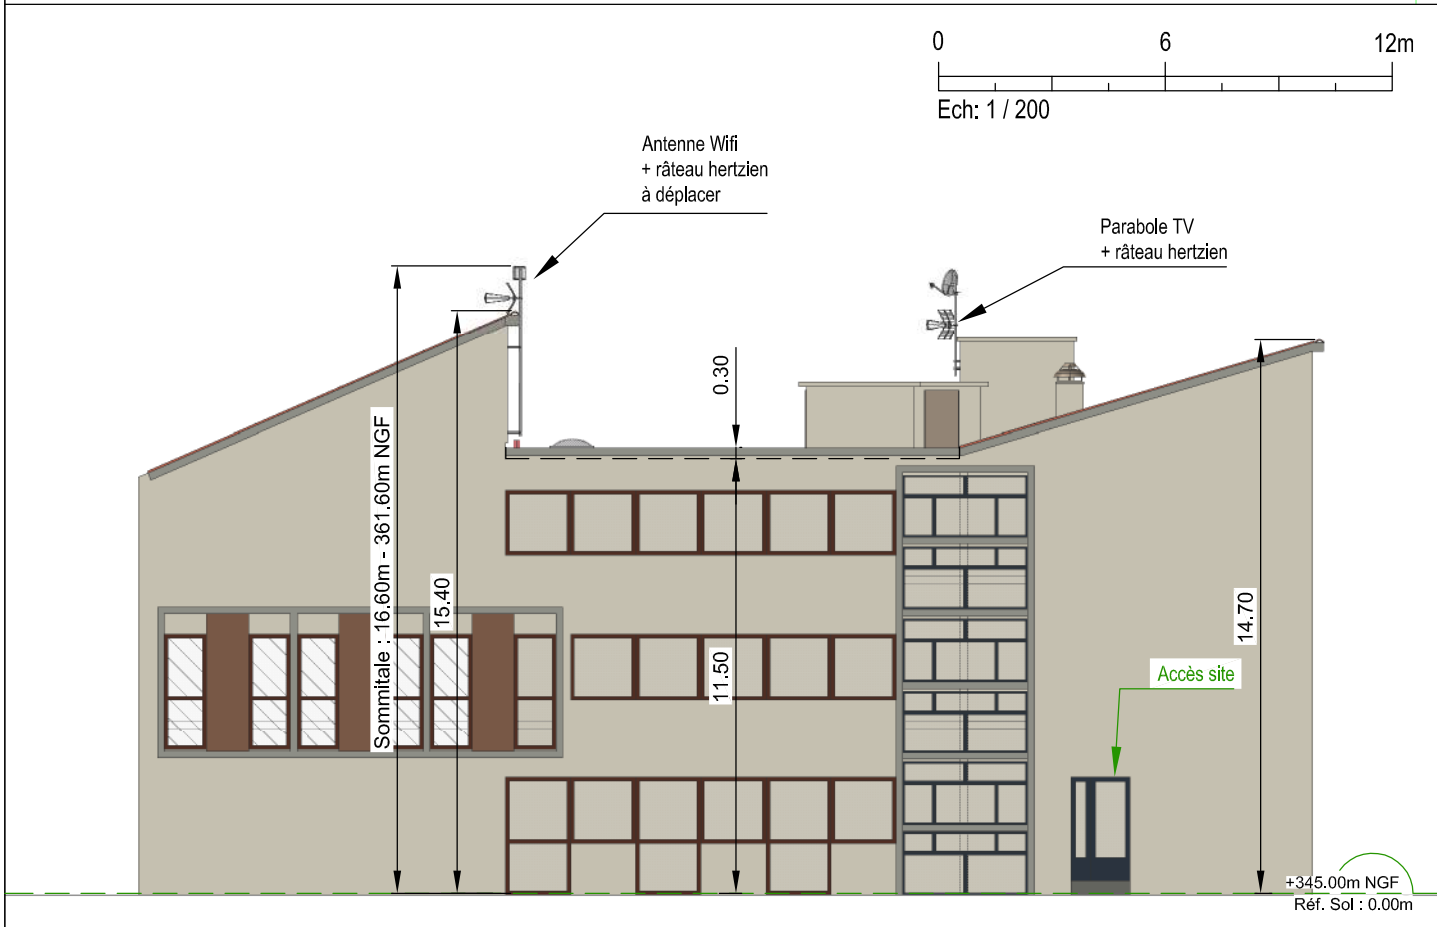 0 6 12m
Ech: 1 / 200
Antenne Wifi
+ râteau hertzien
à déplacer
Parabole TV
+ râteau hertzien
0.30
Sommitale : 16.60m - 361.60m NGF
15.40
11.50
14.70
Accès site
+345.00m NGF
Réf. Sol : 0.00m